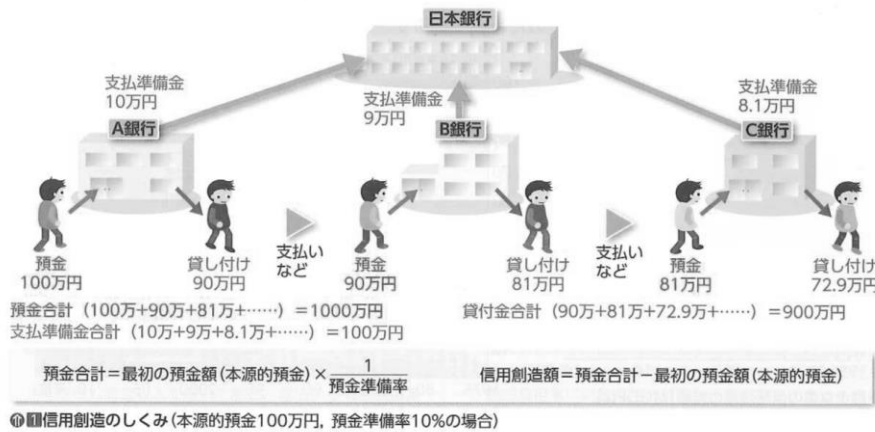 日本銀行
支払準備金
10万円
支払準備金
9万円
支払準備金
8.1万円
A銀行
B銀行
C銀行
預金
100万円
貸し付け
90万円
支払い
など
預金
90万円
貸し付け
81万円
支払い
など
預金
81万円
貸し付け
72.9万円
預金合計（100万+90万+81万+……）＝1000万円
支払準備金合計（10万+9万+8.1万+……）＝100万円
貸付金合計（90万+81万+72.9万+……）＝900万円
預金合計＝最初の預金額（本源的預金）× 1/預金準備率
信用創造額＝預金合計－最初の預金額（本源的預金）
1 信用創造のしくみ（本源的預金100万円，預金準備率10%の場合）